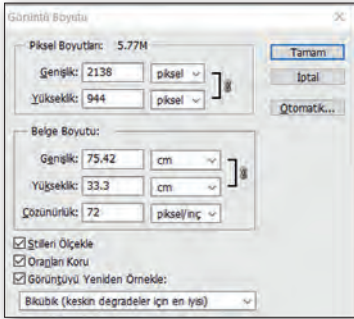 Görüntü Boyutu
Piksel Boyutları: 5.77M
Genişlik: 2138 piksel
Yükseklik: 944 piksel
Tamam
İptal
Otomatik...
Belge Boyutu:
Genişlik: 75.42 cm
Yükseklik: 33.3 cm
Çözünürlük: 72 piksel/inç
Stilleri Ölçekle
Oranları Koru
Görüntüyü Yeniden Örnekle:
Bikübik (keskin degradeler için en iyisi)